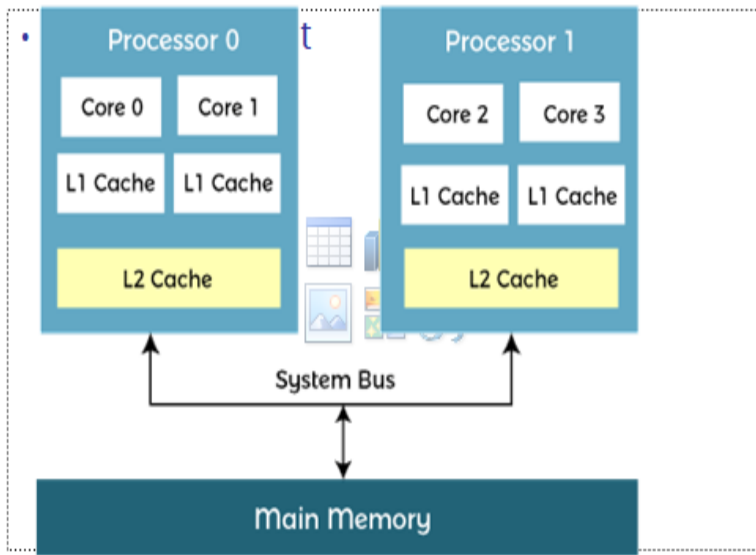 • t
Processor 0
Core 0 Core 1
L1 Cache L1 Cache
L2 Cache
Processor 1
Core 2 Core 3
L1 Cache L1 Cache
L2 Cache
System Bus
Main Memory